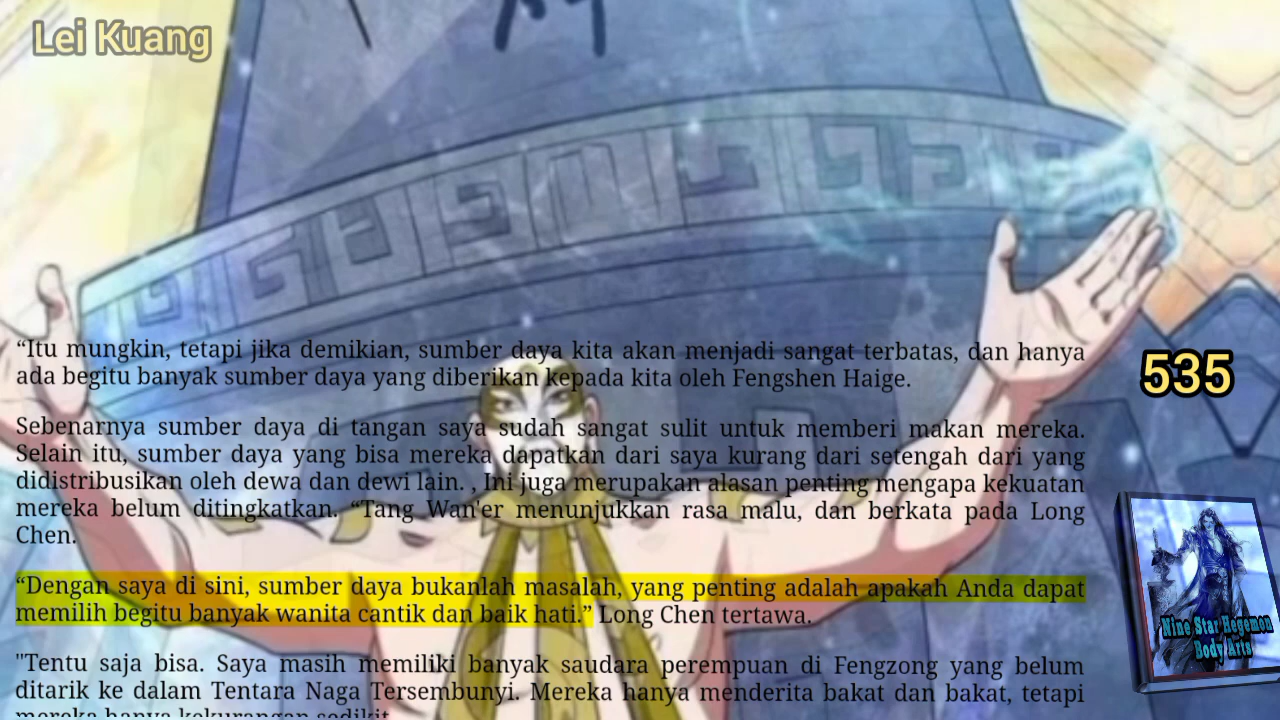 Lei Kuang
“Itu mungkin, tetapi jika demikian, sumber daya kita akan menjadi sangat terbatas, dan hanya
ada begitu banyak sumber daya yang diberikan kepada kita oleh Fengshen Haige.
535
Sebenarnya sumber daya di tangan saya sudah sangat sulit untuk memberi makan mereka.
Selain itu, sumber daya yang bisa mereka dapatkan dari saya kurang dari setengah dari yang
didistribusikan oleh dewa dan dewi lain. , Ini juga merupakan alasan penting mengapa kekuatan
mereka belum ditingkatkan. “Tang Wan'er menunjukkan rasa malu, dan berkata pada Long
Chen.
“Dengan saya di sini, sumber daya bukanlah masalah, yang penting adalah apakah Anda dapat
memilih begitu banyak wanita cantik dan baik hati.” Long Chen tertawa.
Nine Star Hegemon
Body Arts
"Tentu saja bisa. Saya masih memiliki banyak saudara perempuan di Fengzong yang belum
ditarik ke dalam Tentara Naga Tersembunyi. Mereka hanya menderita bakat dan bakat, tetapi
mereka hanya kekurangan sedikit